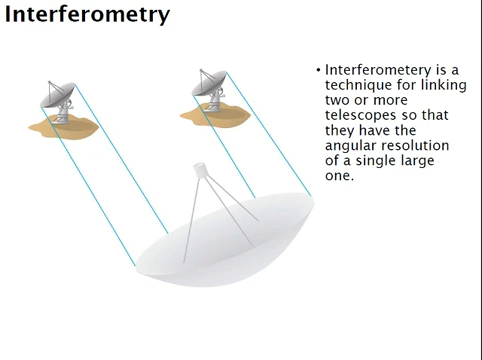 Interferometry
• Interferometery is a
technique for linking
two or more
telescopes so that
they have the
angular resolution
of a single large
one.